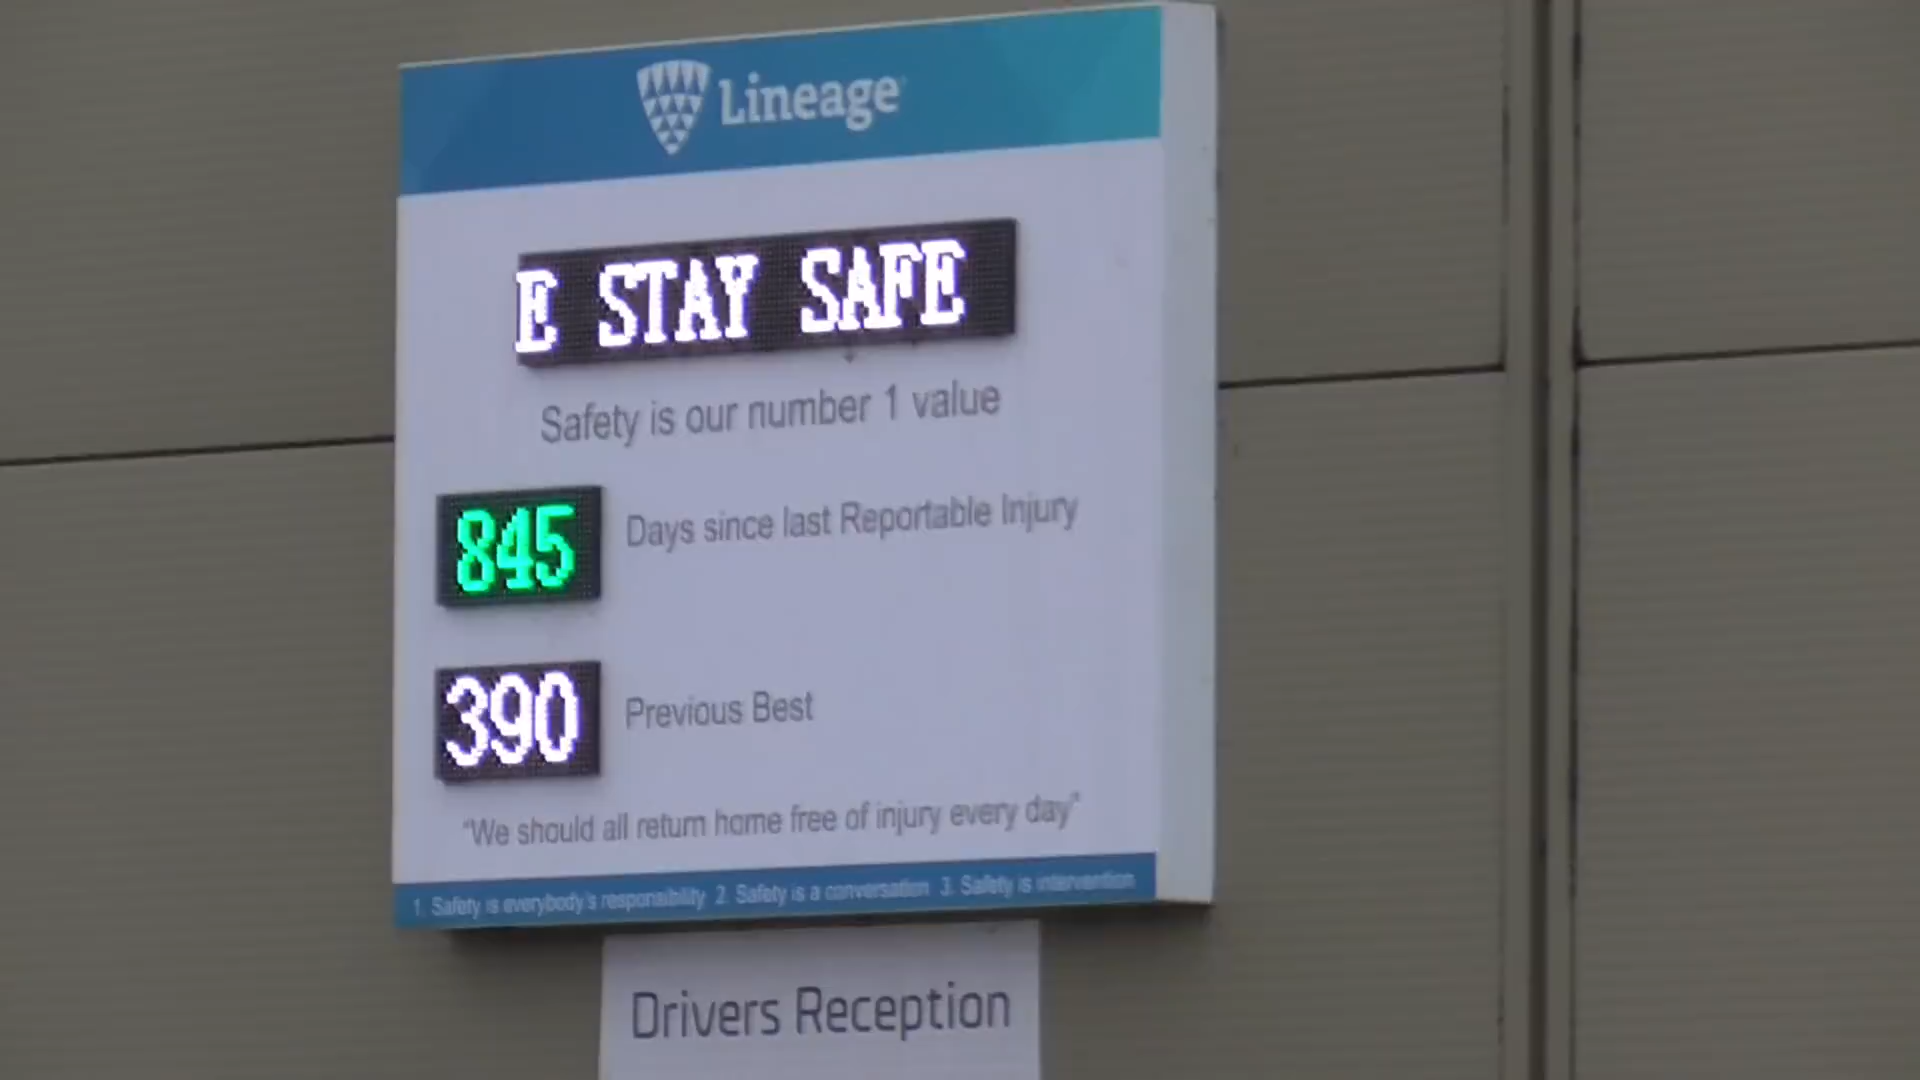 Lineage
E STAY SAFE
Safety is our number 1 value
845 Days since last Reportable Injury
390 Previous Best
"We should all return home free of injury every day"
1. Safety is everybody's responsibility 2. Safety is a conversation 3. Safety is intervention
Drivers Reception